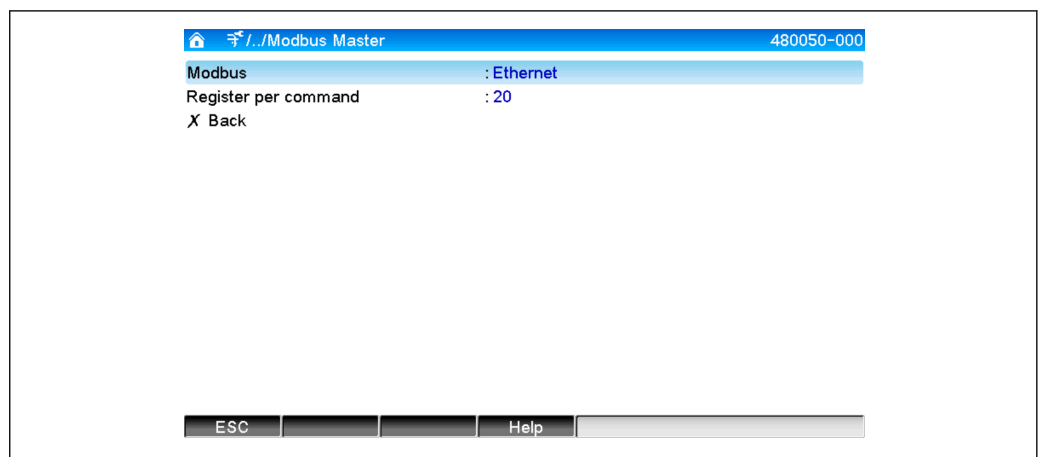 /../Modbus Master 480050-000
Modbus : Ethernet
Register per command : 20
X Back
ESC Help